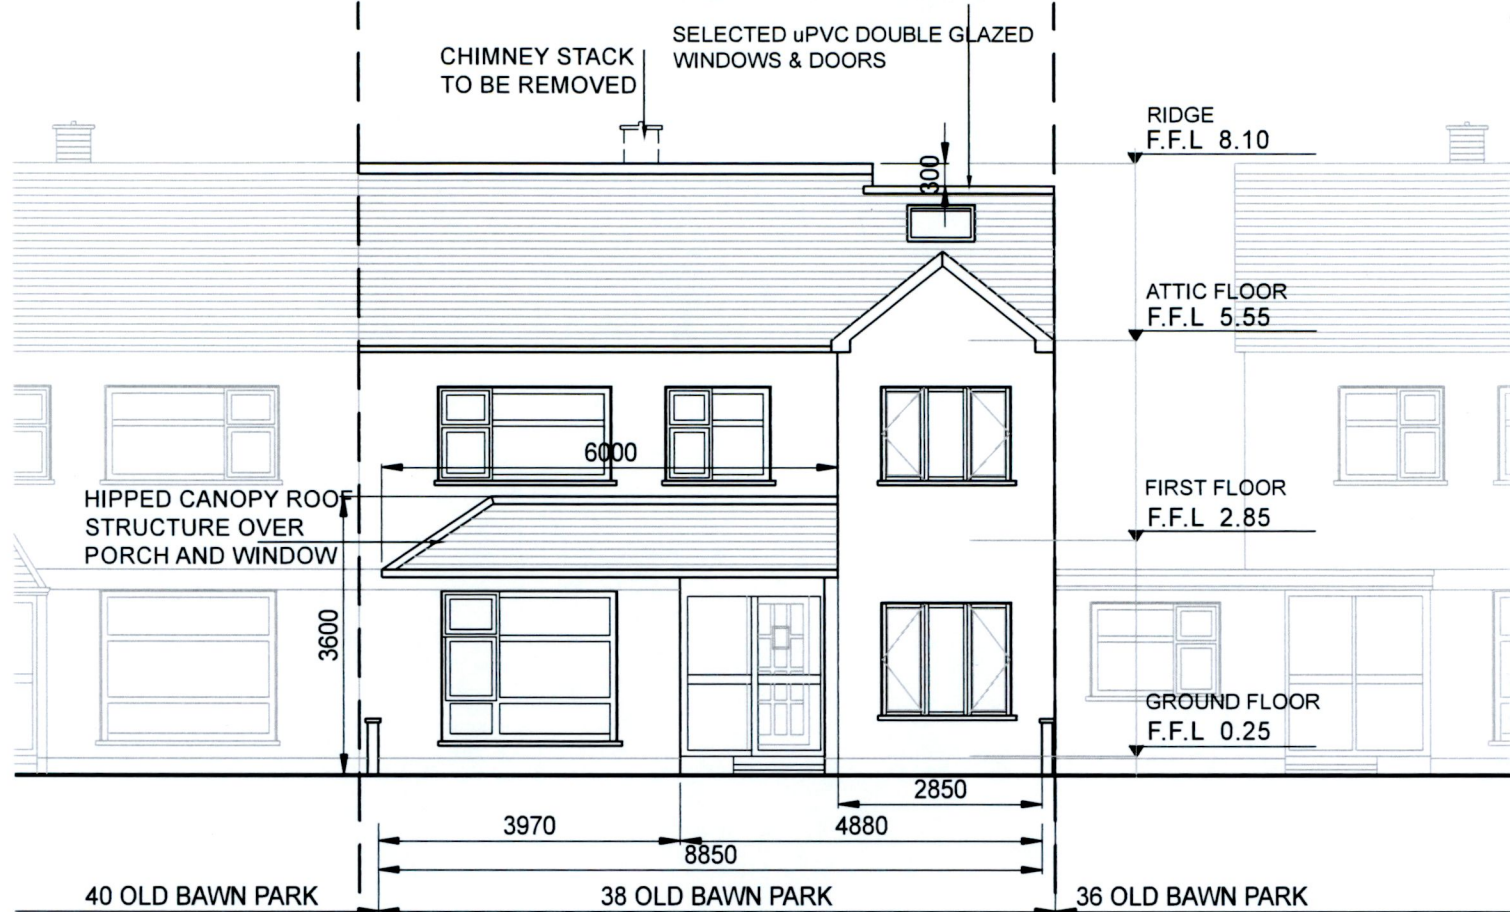 SELECTED uPVC DOUBLE GLAZED
WINDOWS & DOORS
CHIMNEY STACK
TO BE REMOVED
RIDGE
F.F.L 8.10
300
ATTIC FLOOR
F.F.L 5.55
6000
HIPPED CANOPY ROOF
STRUCTURE OVER
PORCH AND WINDOW
FIRST FLOOR
F.F.L 2.85
3600
GROUND FLOOR
F.F.L 0.25
2850
3970
4880
8850
40 OLD BAWN PARK
38 OLD BAWN PARK
36 OLD BAWN PARK